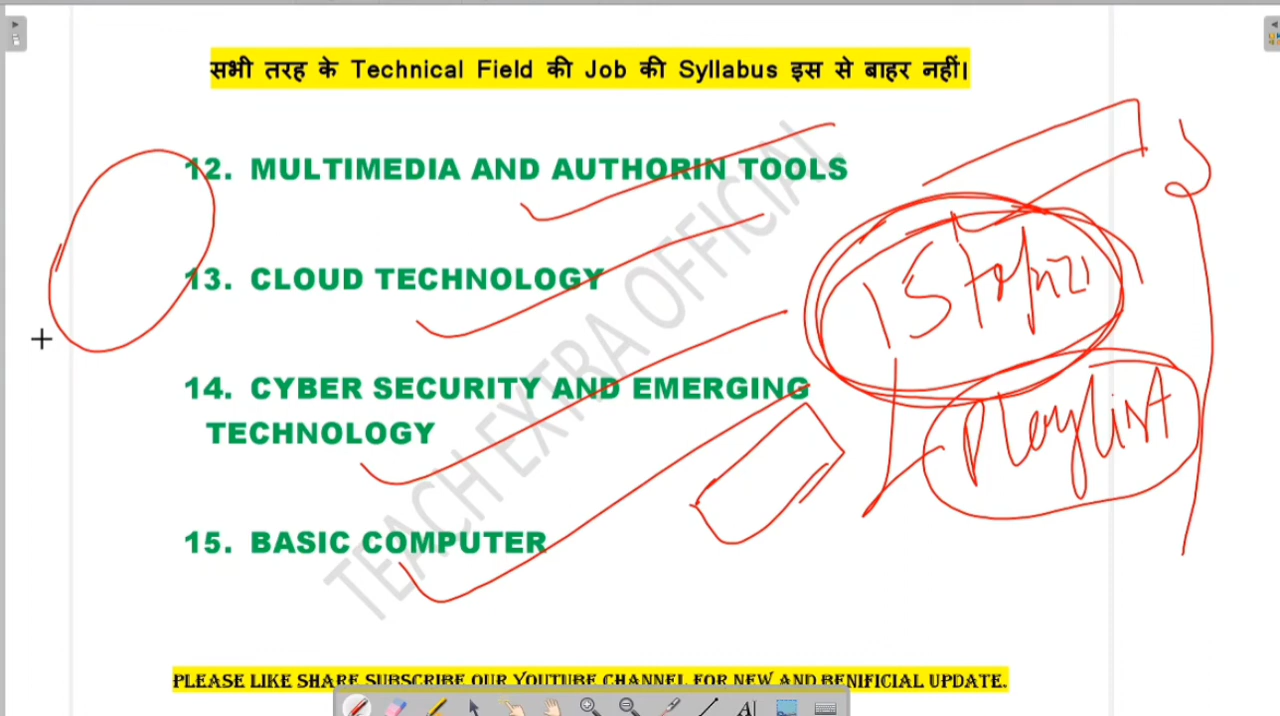 सभी तरह के Technical Field की Job की Syllabus इस से बाहर नहीं।
12. MULTIMEDIA AND AUTHORIN TOOLS
13. CLOUD TECHNOLOGY
14. CYBER SECURITY AND EMERGING
TECHNOLOGY
15. BASIC COMPUTER
15
Playlist
TEACH EXTRA OFFICIAL
PLEASE LIKE SHARE SUBSCRIBE OUR YOUTUBE CHANNEL FOR NEW AND BENIFICIAL UPDATE.